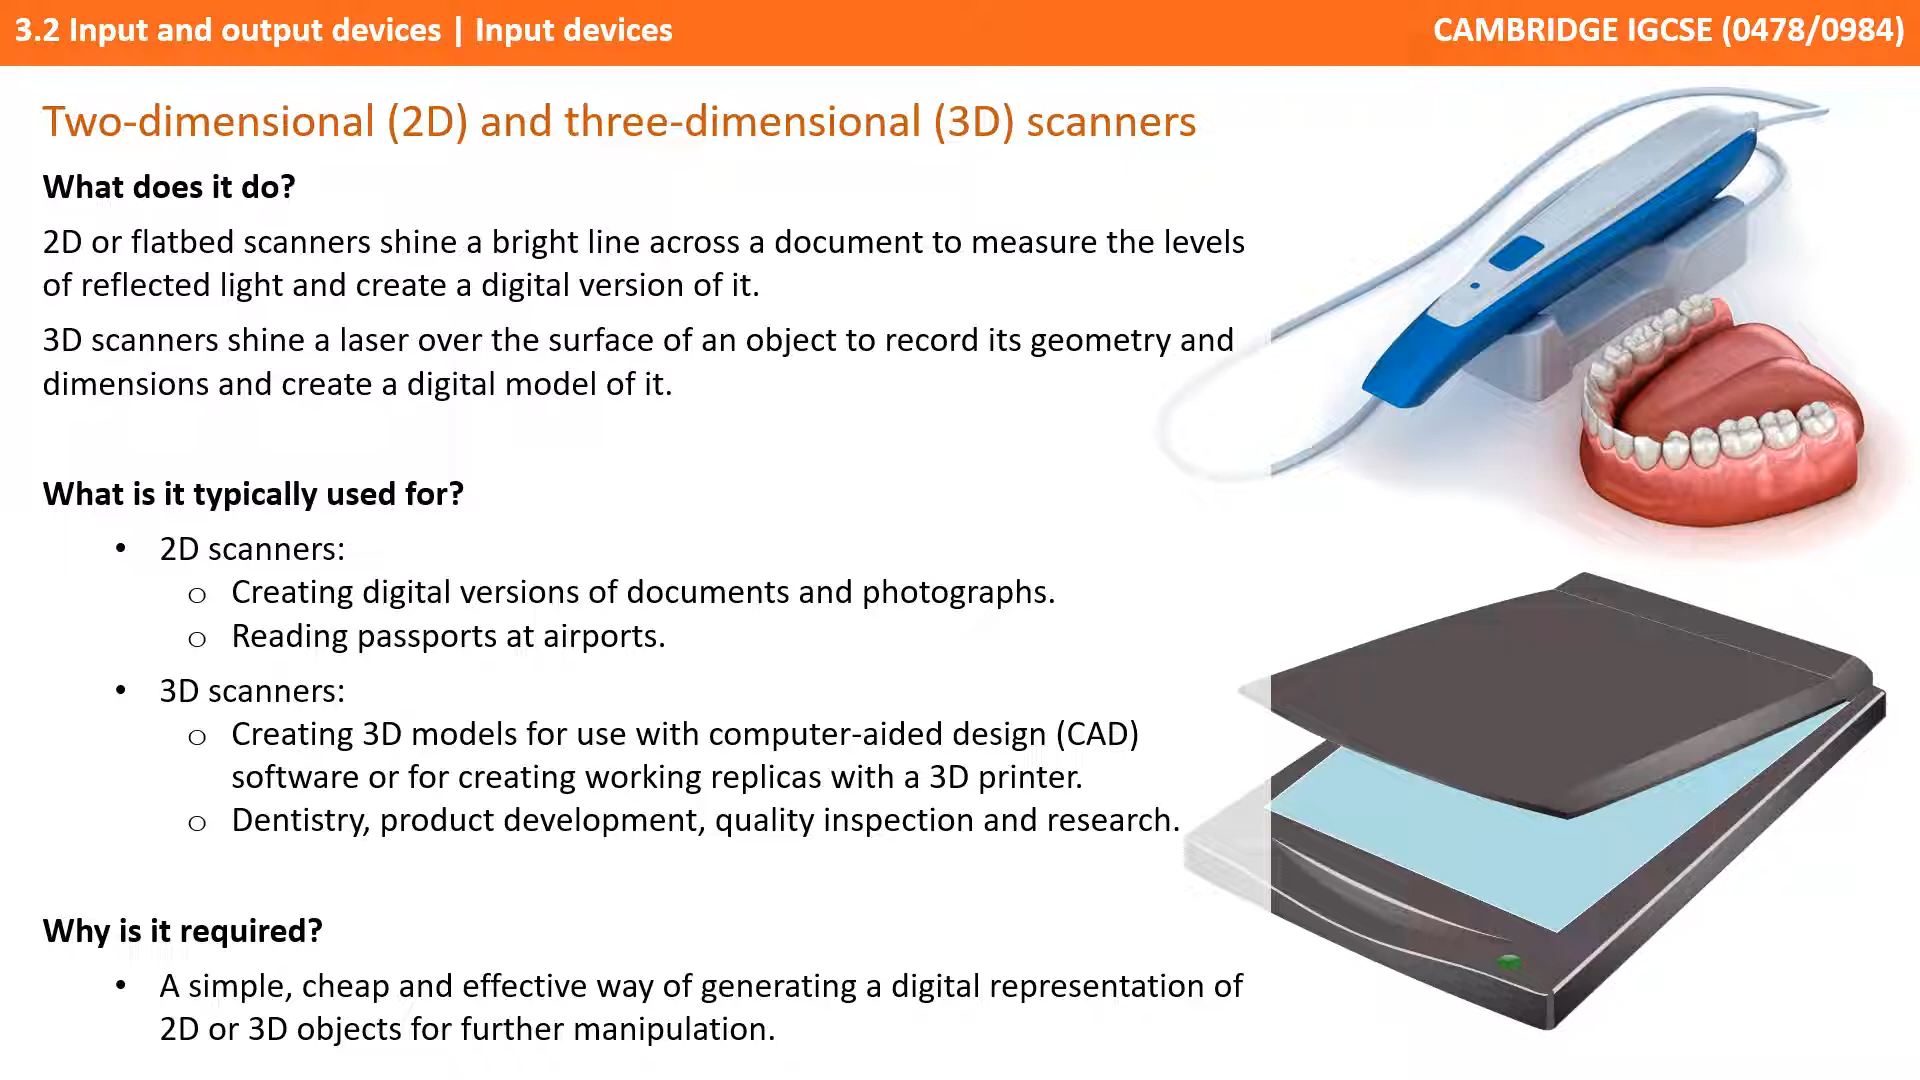 3.2 Input and output devices | Input devices
CAMBRIDGE IGCSE (0478/0984)
Two-dimensional (2D) and three-dimensional (3D) scanners
What does it do?
2D or flatbed scanners shine a bright line across a document to measure the levels
of reflected light and create a digital version of it.
3D scanners shine a laser over the surface of an object to record its geometry and
dimensions and create a digital model of it.
What is it typically used for?
• 2D scanners:
o Creating digital versions of documents and photographs.
o Reading passports at airports.
• 3D scanners:
o Creating 3D models for use with computer-aided design (CAD)
software or for creating working replicas with a 3D printer.
o Dentistry, product development, quality inspection and research.
Why is it required?
• A simple, cheap and effective way of generating a digital representation of
2D or 3D objects for further manipulation.